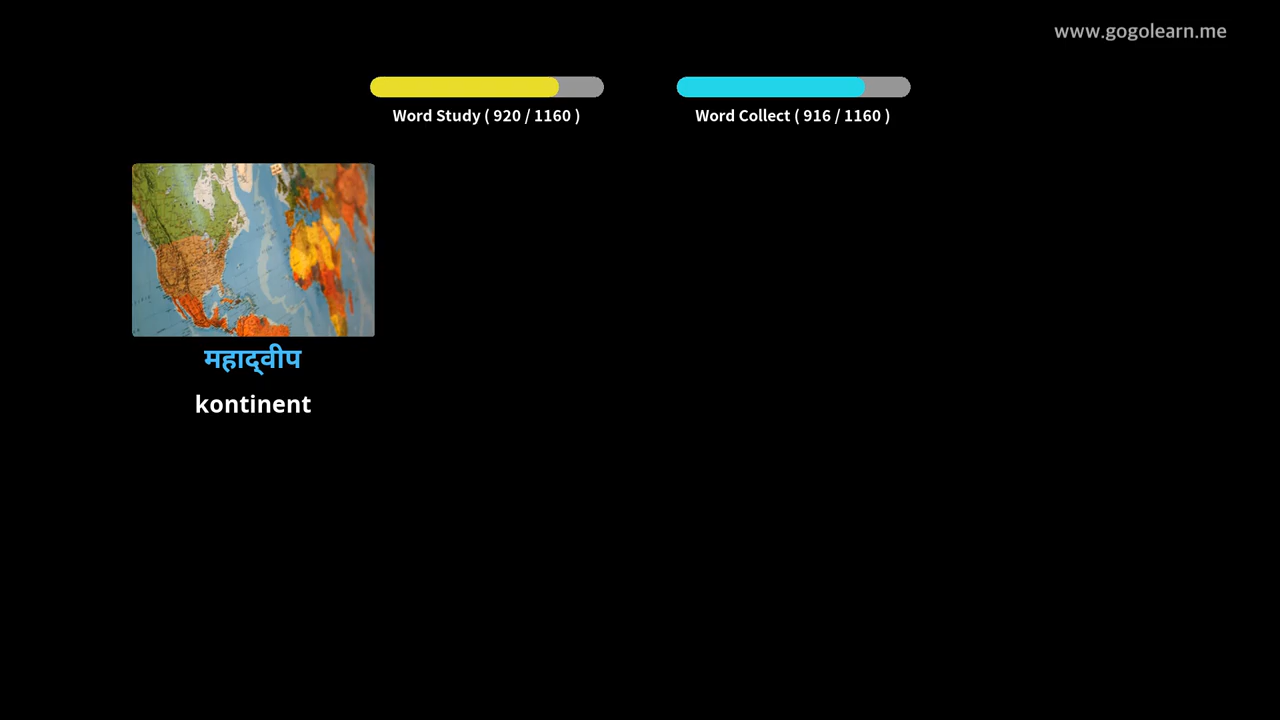 www.gogolearn.me
Word Study ( 920 / 1160 )
Word Collect ( 916 / 1160 )
महाद्वीप
kontinent